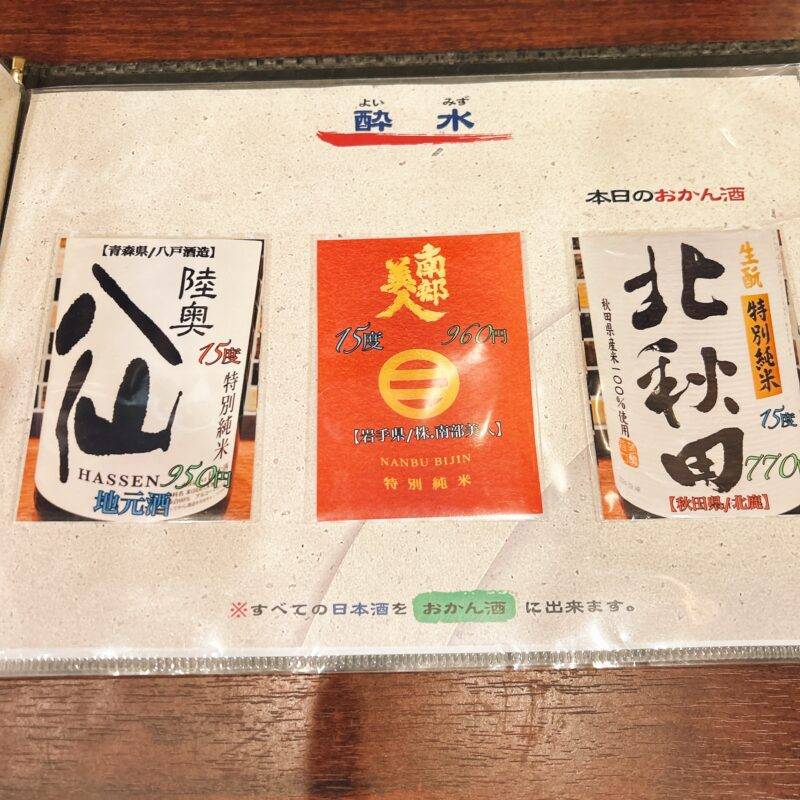 よい みず
酔 水
本日のおかん酒
【青森県/八戸酒造】
陸奥
八仙
15度
特別純米
HASSEN
950円
地元酒
南部
美人
15度 960円
【岩手県/株.南部美人】
NANBU BIJIN
特別純米
生酛
特別純米
北秋田
秋田県産米100%使用
15度
770
【秋田県/北鹿】
※すべての日本酒を おかん酒 に出来ます。